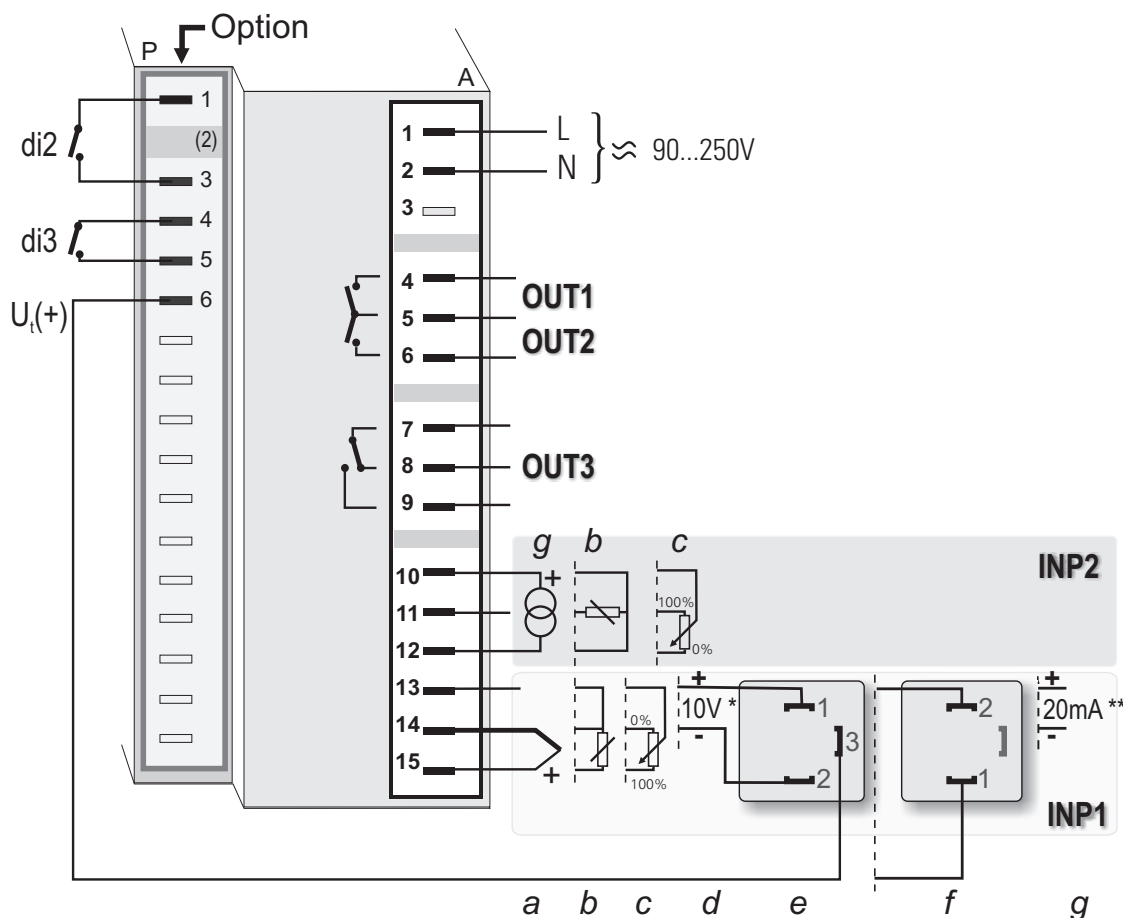 Option
P
A
1
(2)
3
4
5
6
di2
di3
Ut(+)
1
2
3
4
5
6
7
8
9
10
11
12
13
14
15
L
N
≈ 90...250V
OUT1
OUT2
OUT3
g b c
INP2
+
100%
0%
+
0%
100%
+
10V *
-
1
3
2
2
1
+
20mA **
-
INP1
a b c d e f g